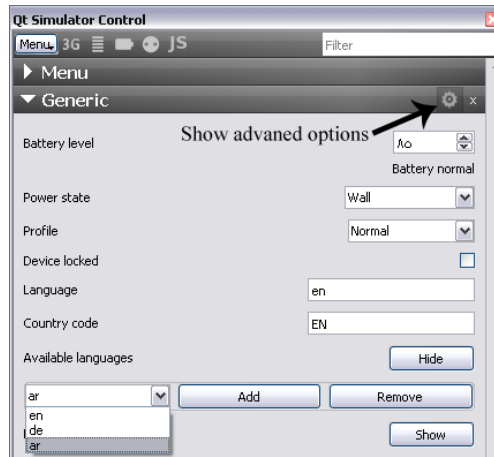 Qt Simulator Control
Menu 3G JS Filter
Menu
Generic x
Show advaned options
Battery level ٨٥
Battery normal
Power state Wall
Profile Normal
Device locked
Language en
Country code EN
Available languages Hide
ar Add Remove
en
de
ar
Show